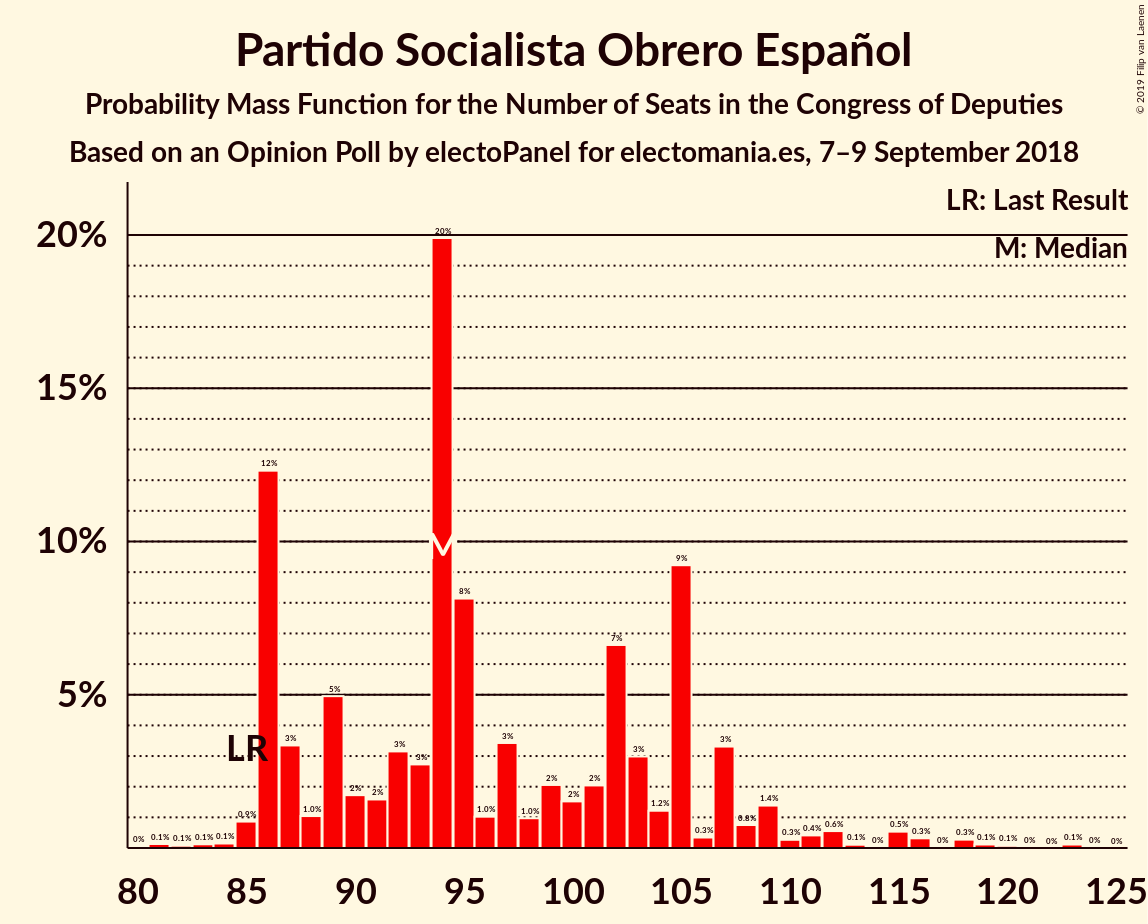 Partido Socialista Obrero Español
Probability Mass Function for the Number of Seats in the Congress of Deputies
Based on an Opinion Poll by electoPanel for electomania.es, 7–9 September 2018
© 2019 Filip van Laenen
LR: Last Result
M: Median
20%
15%
10%
5%
LR
M
0% 0.1% 0.1% 0.1% 0.1% 0.9% 12% 3% 1.0% 5% 2% 2% 3% 3% 20% 8% 1.0% 3% 1.0% 2% 2% 2% 7% 3% 1.2% 9% 0.3% 3% 0.8% 1.4% 0.3% 0.4% 0.6% 0.1% 0% 0.5% 0.3% 0% 0.3% 0.1% 0.1% 0% 0% 0.1% 0% 0%
80 85 90 95 100 105 110 115 120 125